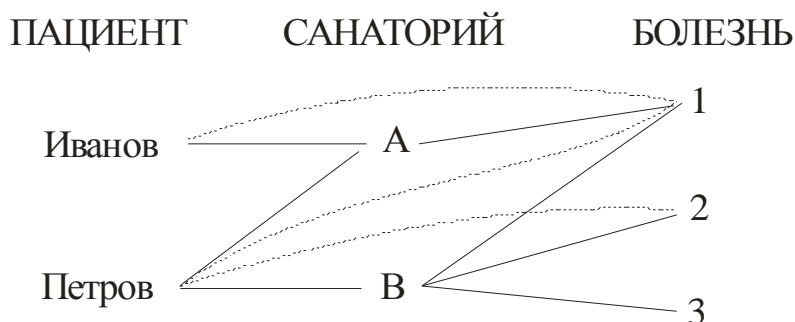 ПАЦИЕНТ САНАТОРИЙ БОЛЕЗНЬ
1
Иванов А
2
Петров В
3